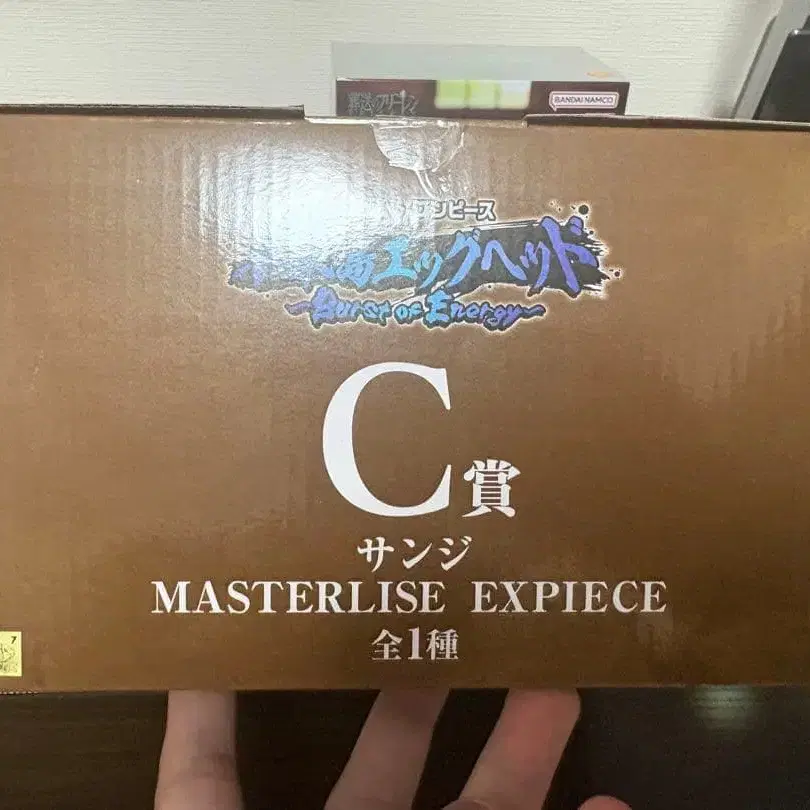 BANDAI NAMCO
ンピース
エッグヘッド
~Burst of Energy~
C賞
サンジ
MASTERLISE EXPIECE
全1種
7